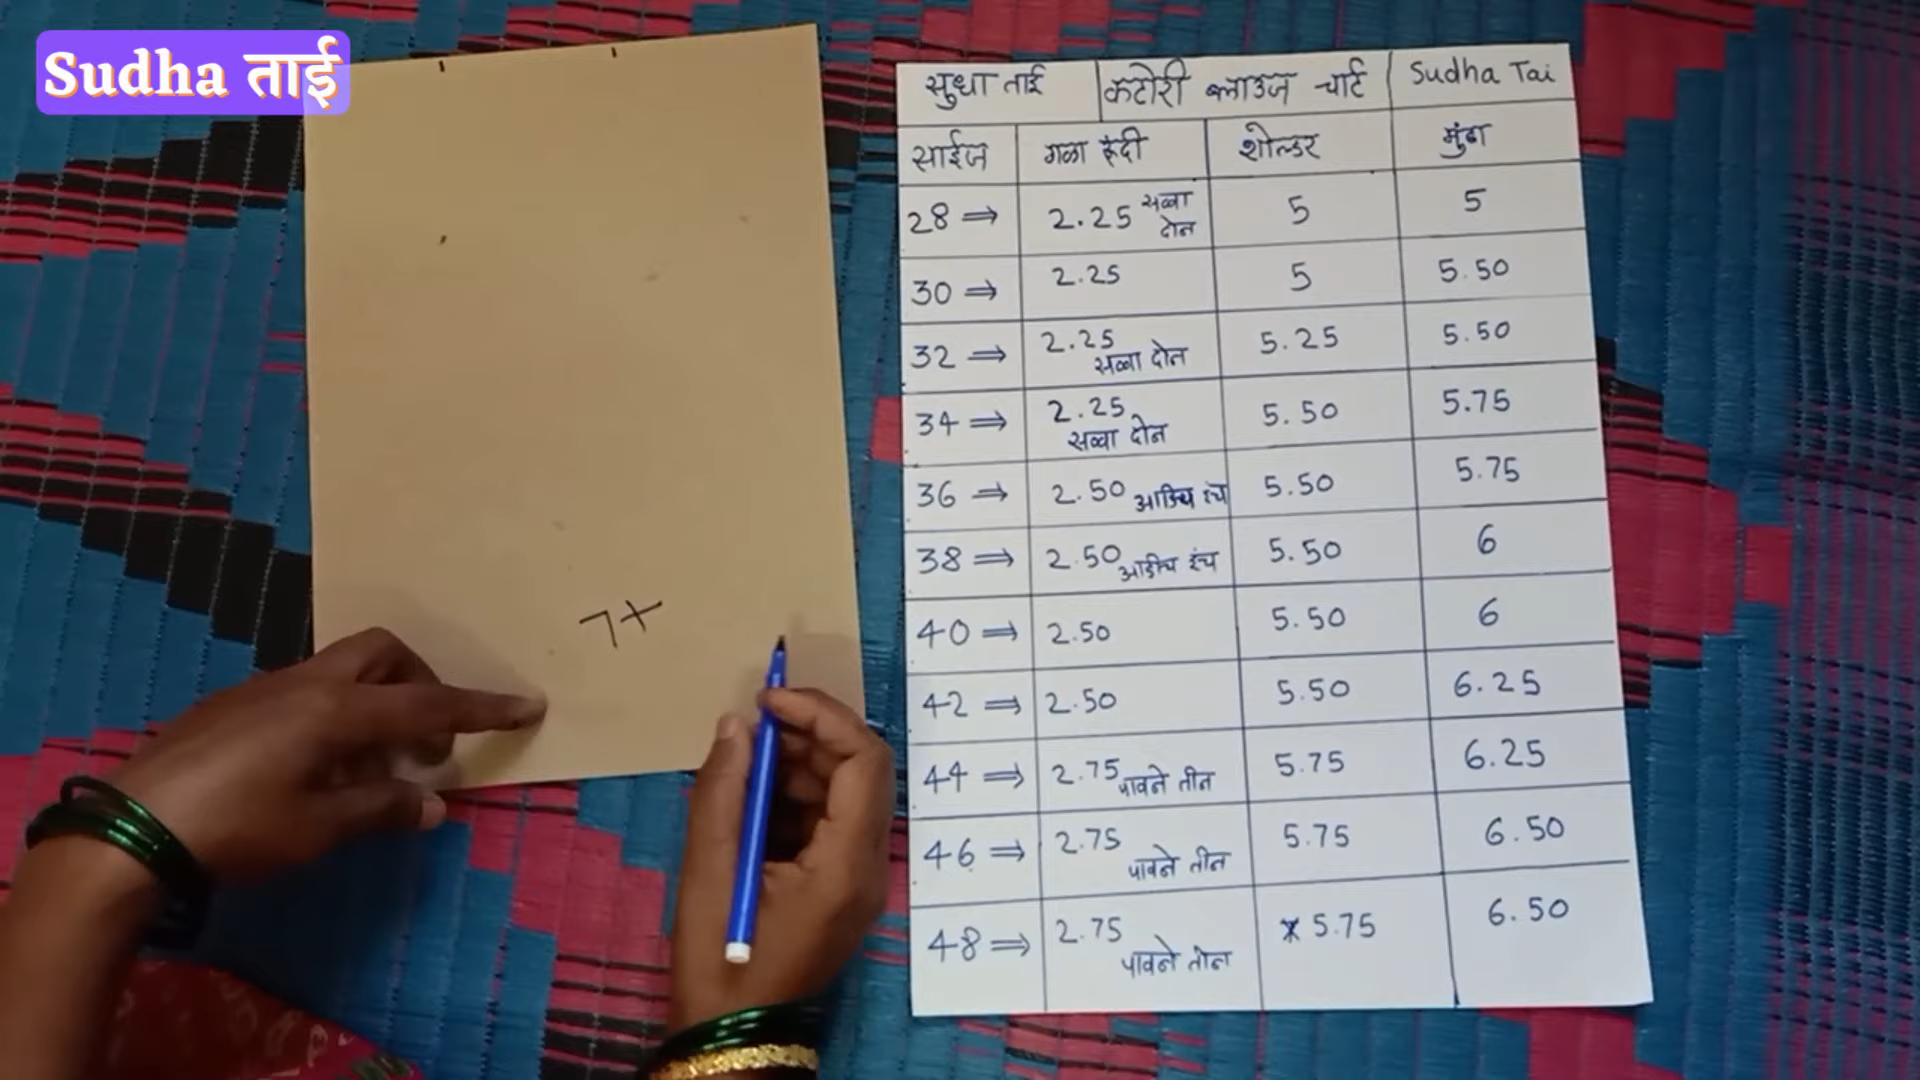 Sudha ताई
7+
सुधा ताई कटोरी ब्लाउज चार्ट Sudha Tai
साईज गळा रुंदी शोल्डर मुंढा
28 ⇒ 2.25 सव्वा दोन 5 5
30 ⇒ 2.25 5 5.50
32 ⇒ 2.25 सव्वा दोन 5.25 5.50
34 ⇒ 2.25 सव्वा दोन 5.50 5.75
36 ⇒ 2.50 अडिच इंच 5.50 5.75
38 ⇒ 2.50 अडीच इंच 5.50 6
40 ⇒ 2.50 5.50 6
42 ⇒ 2.50 5.50 6.25
44 ⇒ 2.75 पावने तीन 5.75 6.25
46 ⇒ 2.75 पावने तीन 5.75 6.50
48 ⇒ 2.75 पावने तीन 5.75 6.50